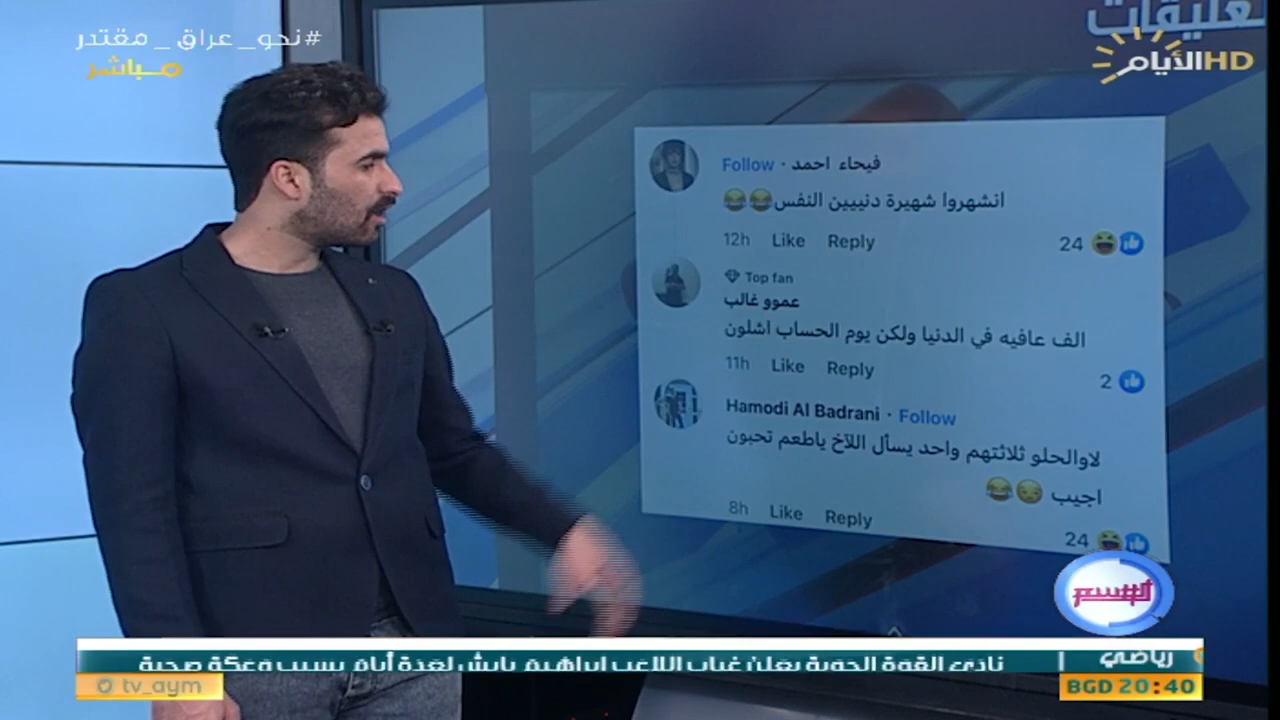 #نحو_عراق_مقتدر
مباشر
تعليقات
الأيام HD
فيحاء احمد · Follow
انشهروا شهيرة دنييين النفس😂😂
12h Like Reply 24
Top fan
عموو غالب
الف عافيه في الدنيا ولكن يوم الحساب اشلون
11h Like Reply 2
Hamodi Al Badrani · Follow
لاوالحلو ثلاثتهم واحد يسأل اللآخ ياطعم تحبون
اجيب 😒😂
8h Like Reply 24
رياضي | نادي القوة الجوية يعلن غياب اللاعب ابراهيم بايش لعدة أيام بسبب وعكة صحية
tv_aym
BGD 20:40